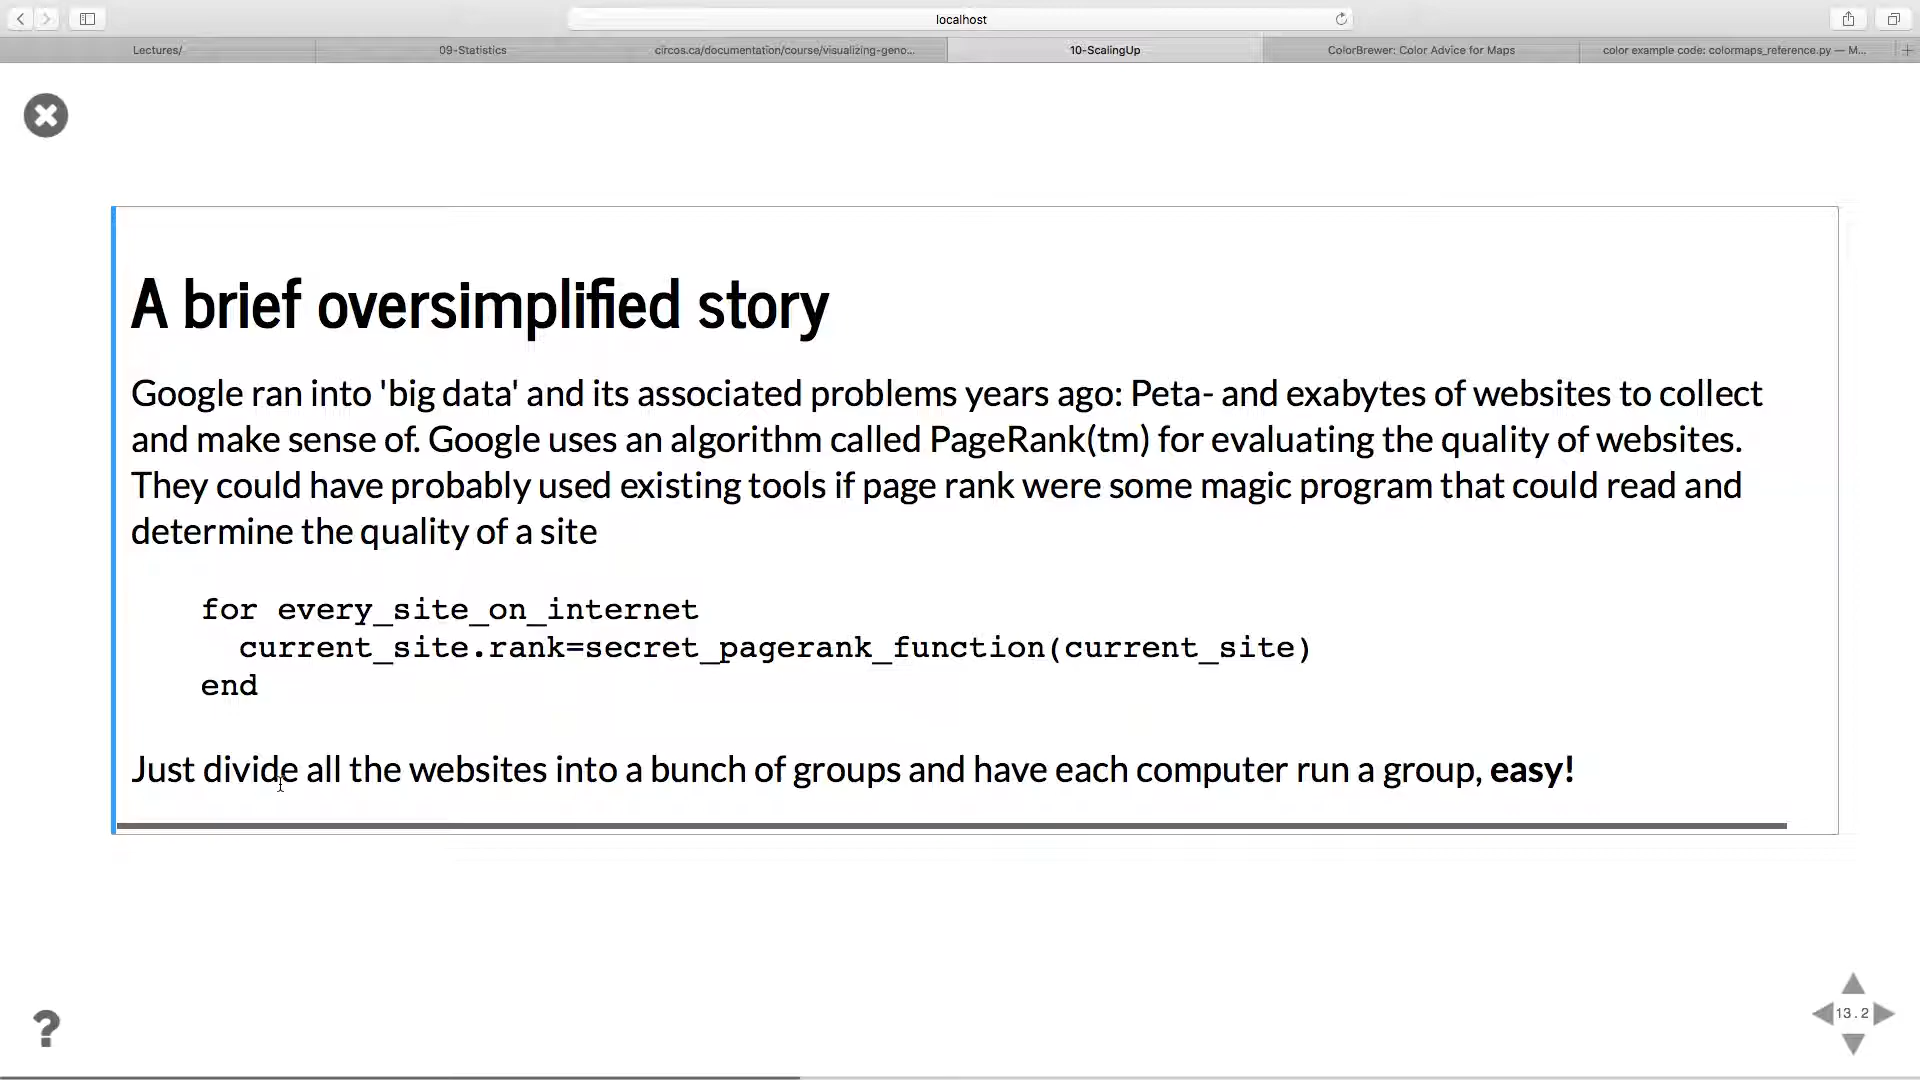 localhost
Lectures/
09-Statistics
circos.ca/documentation/course/visualizing-geno...
10-ScalingUp
ColorBrewer: Color Advice for Maps
color example code: colormaps_reference.py — M...
A brief oversimplified story
Google ran into 'big data' and its associated problems years ago: Peta- and exabytes of websites to collect
and make sense of. Google uses an algorithm called PageRank(tm) for evaluating the quality of websites.
They could have probably used existing tools if page rank were some magic program that could read and
determine the quality of a site
for every_site_on_internet
current_site.rank=secret_pagerank_function(current_site)
end
Just divide all the websites into a bunch of groups and have each computer run a group, easy!
?
13.2